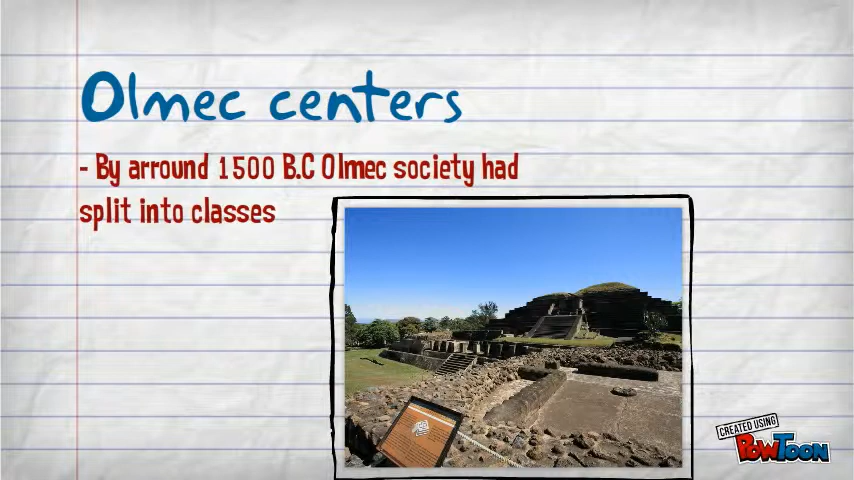 Olmec centers
- By arround 1500 B.C Olmec society had
split into classes
CREATED USING
POWTOON